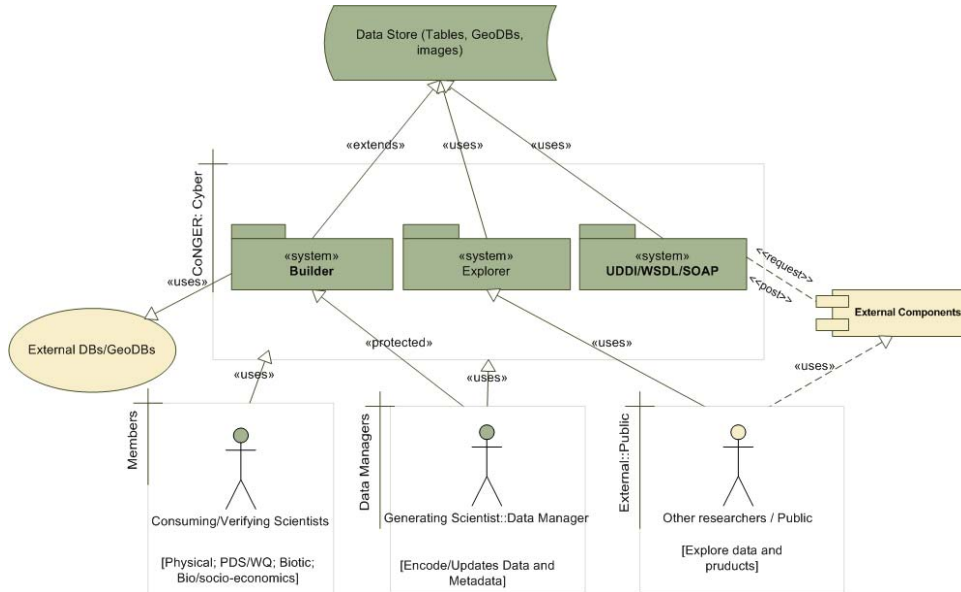 Data Store (Tables, GeoDBs,
images)
«extends»
«uses»
«uses»
CoNGER: Cyber
«system»
Builder
«system»
Explorer
«system»
UDDI/WSDL/SOAP
<<request>>
<<post>>
External Components
«uses»
External DBs/GeoDBs
«protected»
«uses»
«uses»
«uses»
«uses»
Members
Consuming/Verifying Scientists
[Physical; PDS/WQ; Biotic;
Bio/socio-economics]
Data Managers
Generating Scientist::Data Manager
[Encode/Updates Data and
Metadata]
External::Public
Other researchers / Public
[Explore data and
pruducts]